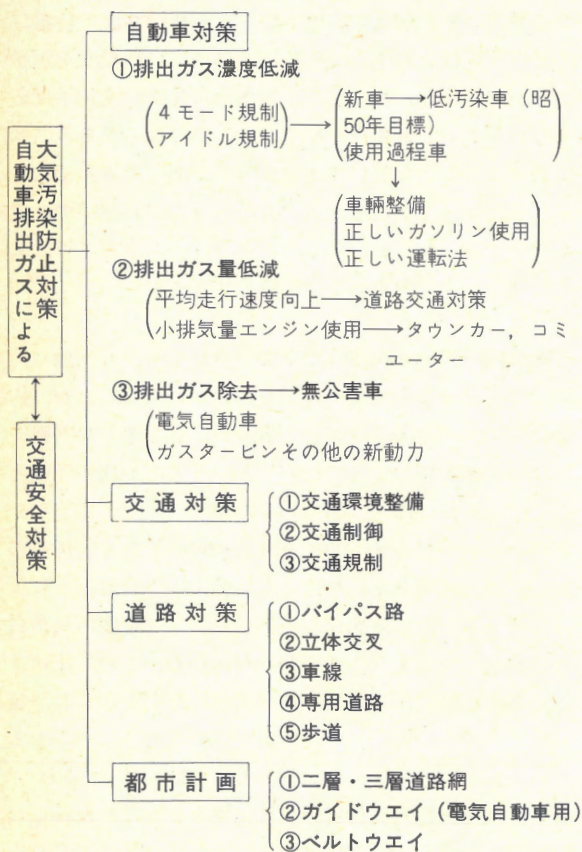 自動車排出ガスによる
大気汚染防止対策
交通安全対策
自動車対策
①排出ガス濃度低減
4モード規制
アイドル規制
新車→低汚染車（昭
50年目標）
使用過程車
車輛整備
正しいガソリン使用
正しい運転法
②排出ガス量低減
平均走行速度向上→道路交通対策
小排気量エンジン使用→タウンカー，コミ
ューター
③排出ガス除去→無公害車
電気自動車
ガスタービンその他の新動力
交通対策
①交通環境整備
②交通制御
③交通規制
道路対策
①バイパス路
②立体交叉
③車線
④専用道路
⑤歩道
都市計画
①二層・三層道路網
②ガイドウエイ（電気自動車用）
③ベルトウエイ